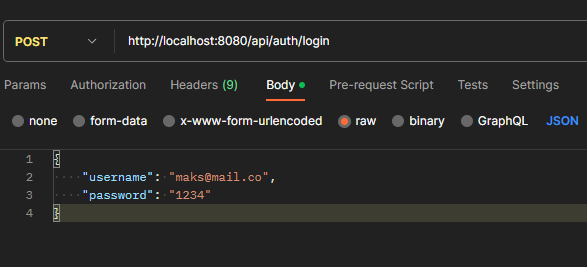 POST http://localhost:8080/api/auth/login
Params Authorization Headers (9) Body Pre-request Script Tests Settings
none form-data x-www-form-urlencoded raw binary GraphQL JSON
1 {
2 "username": "maks@mail.co",
3 "password": "1234"
4 }